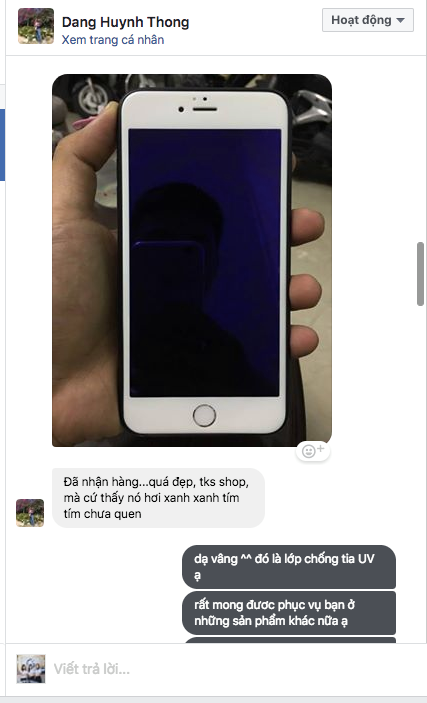 Dang Huynh Thong
Hoạt động
Xem trang cá nhân
Đã nhận hàng...quá đẹp, tks shop,
mà cứ thấy nó hơi xanh xanh tím
tím chưa quen
dạ vâng ^^ đó là lớp chống tia UV
ạ
rất mong đươc phục vụ bạn ở
những sản phẩm khác nữa ạ
Viết trả lời...